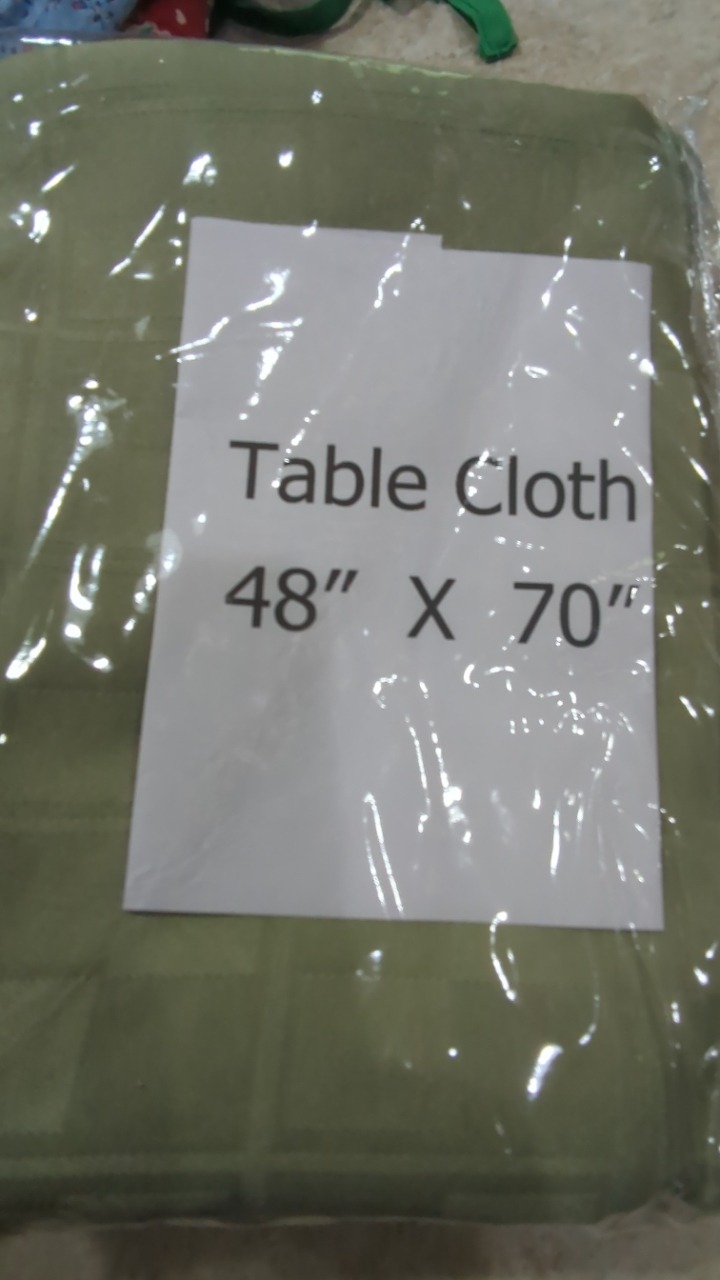 Table Cloth
48" X 70"